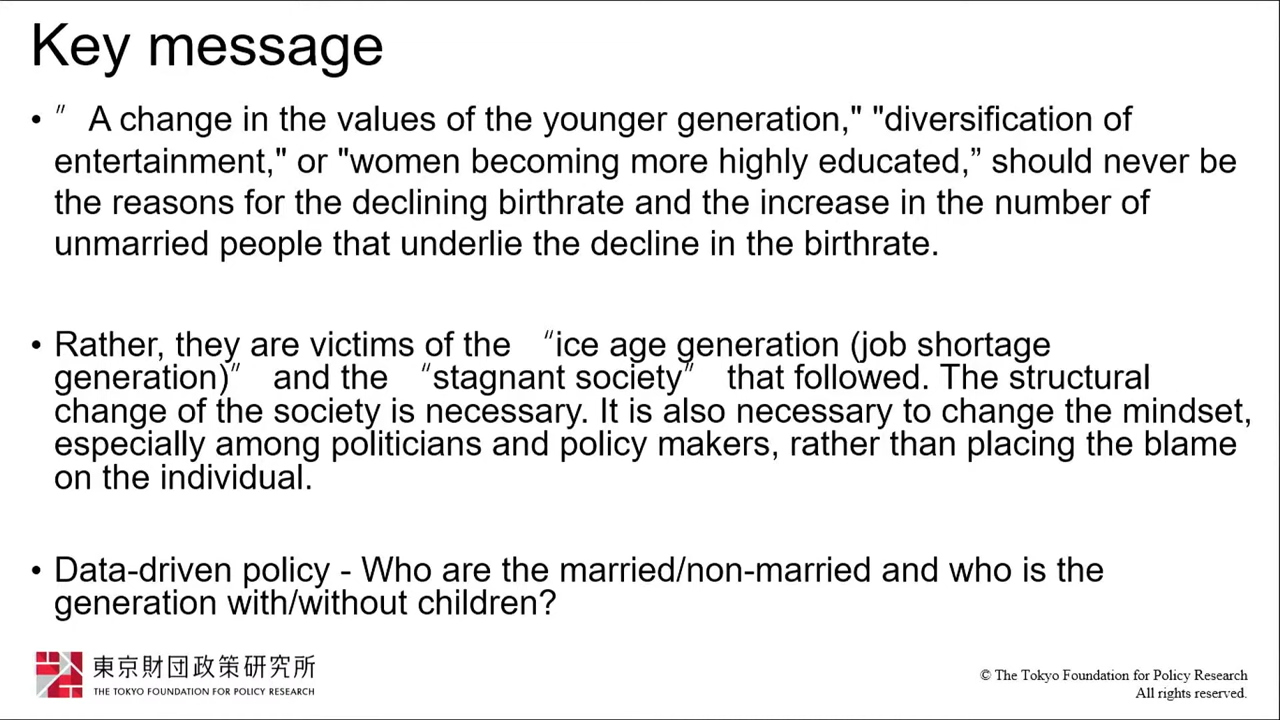 Key message
• ″ A change in the values of the younger generation," "diversification of
entertainment," or "women becoming more highly educated,” should never be
the reasons for the declining birthrate and the increase in the number of
unmarried people that underlie the decline in the birthrate.
• Rather, they are victims of the “ice age generation (job shortage
generation)” and the “stagnant society” that followed. The structural
change of the society is necessary. It is also necessary to change the mindset,
especially among politicians and policy makers, rather than placing the blame
on the individual.
• Data-driven policy - Who are the married/non-married and who is the
generation with/without children?
東京財団政策研究所
THE TOKYO FOUNDATION FOR POLICY RESEARCH
© The Tokyo Foundation for Policy Research
All rights reserved.